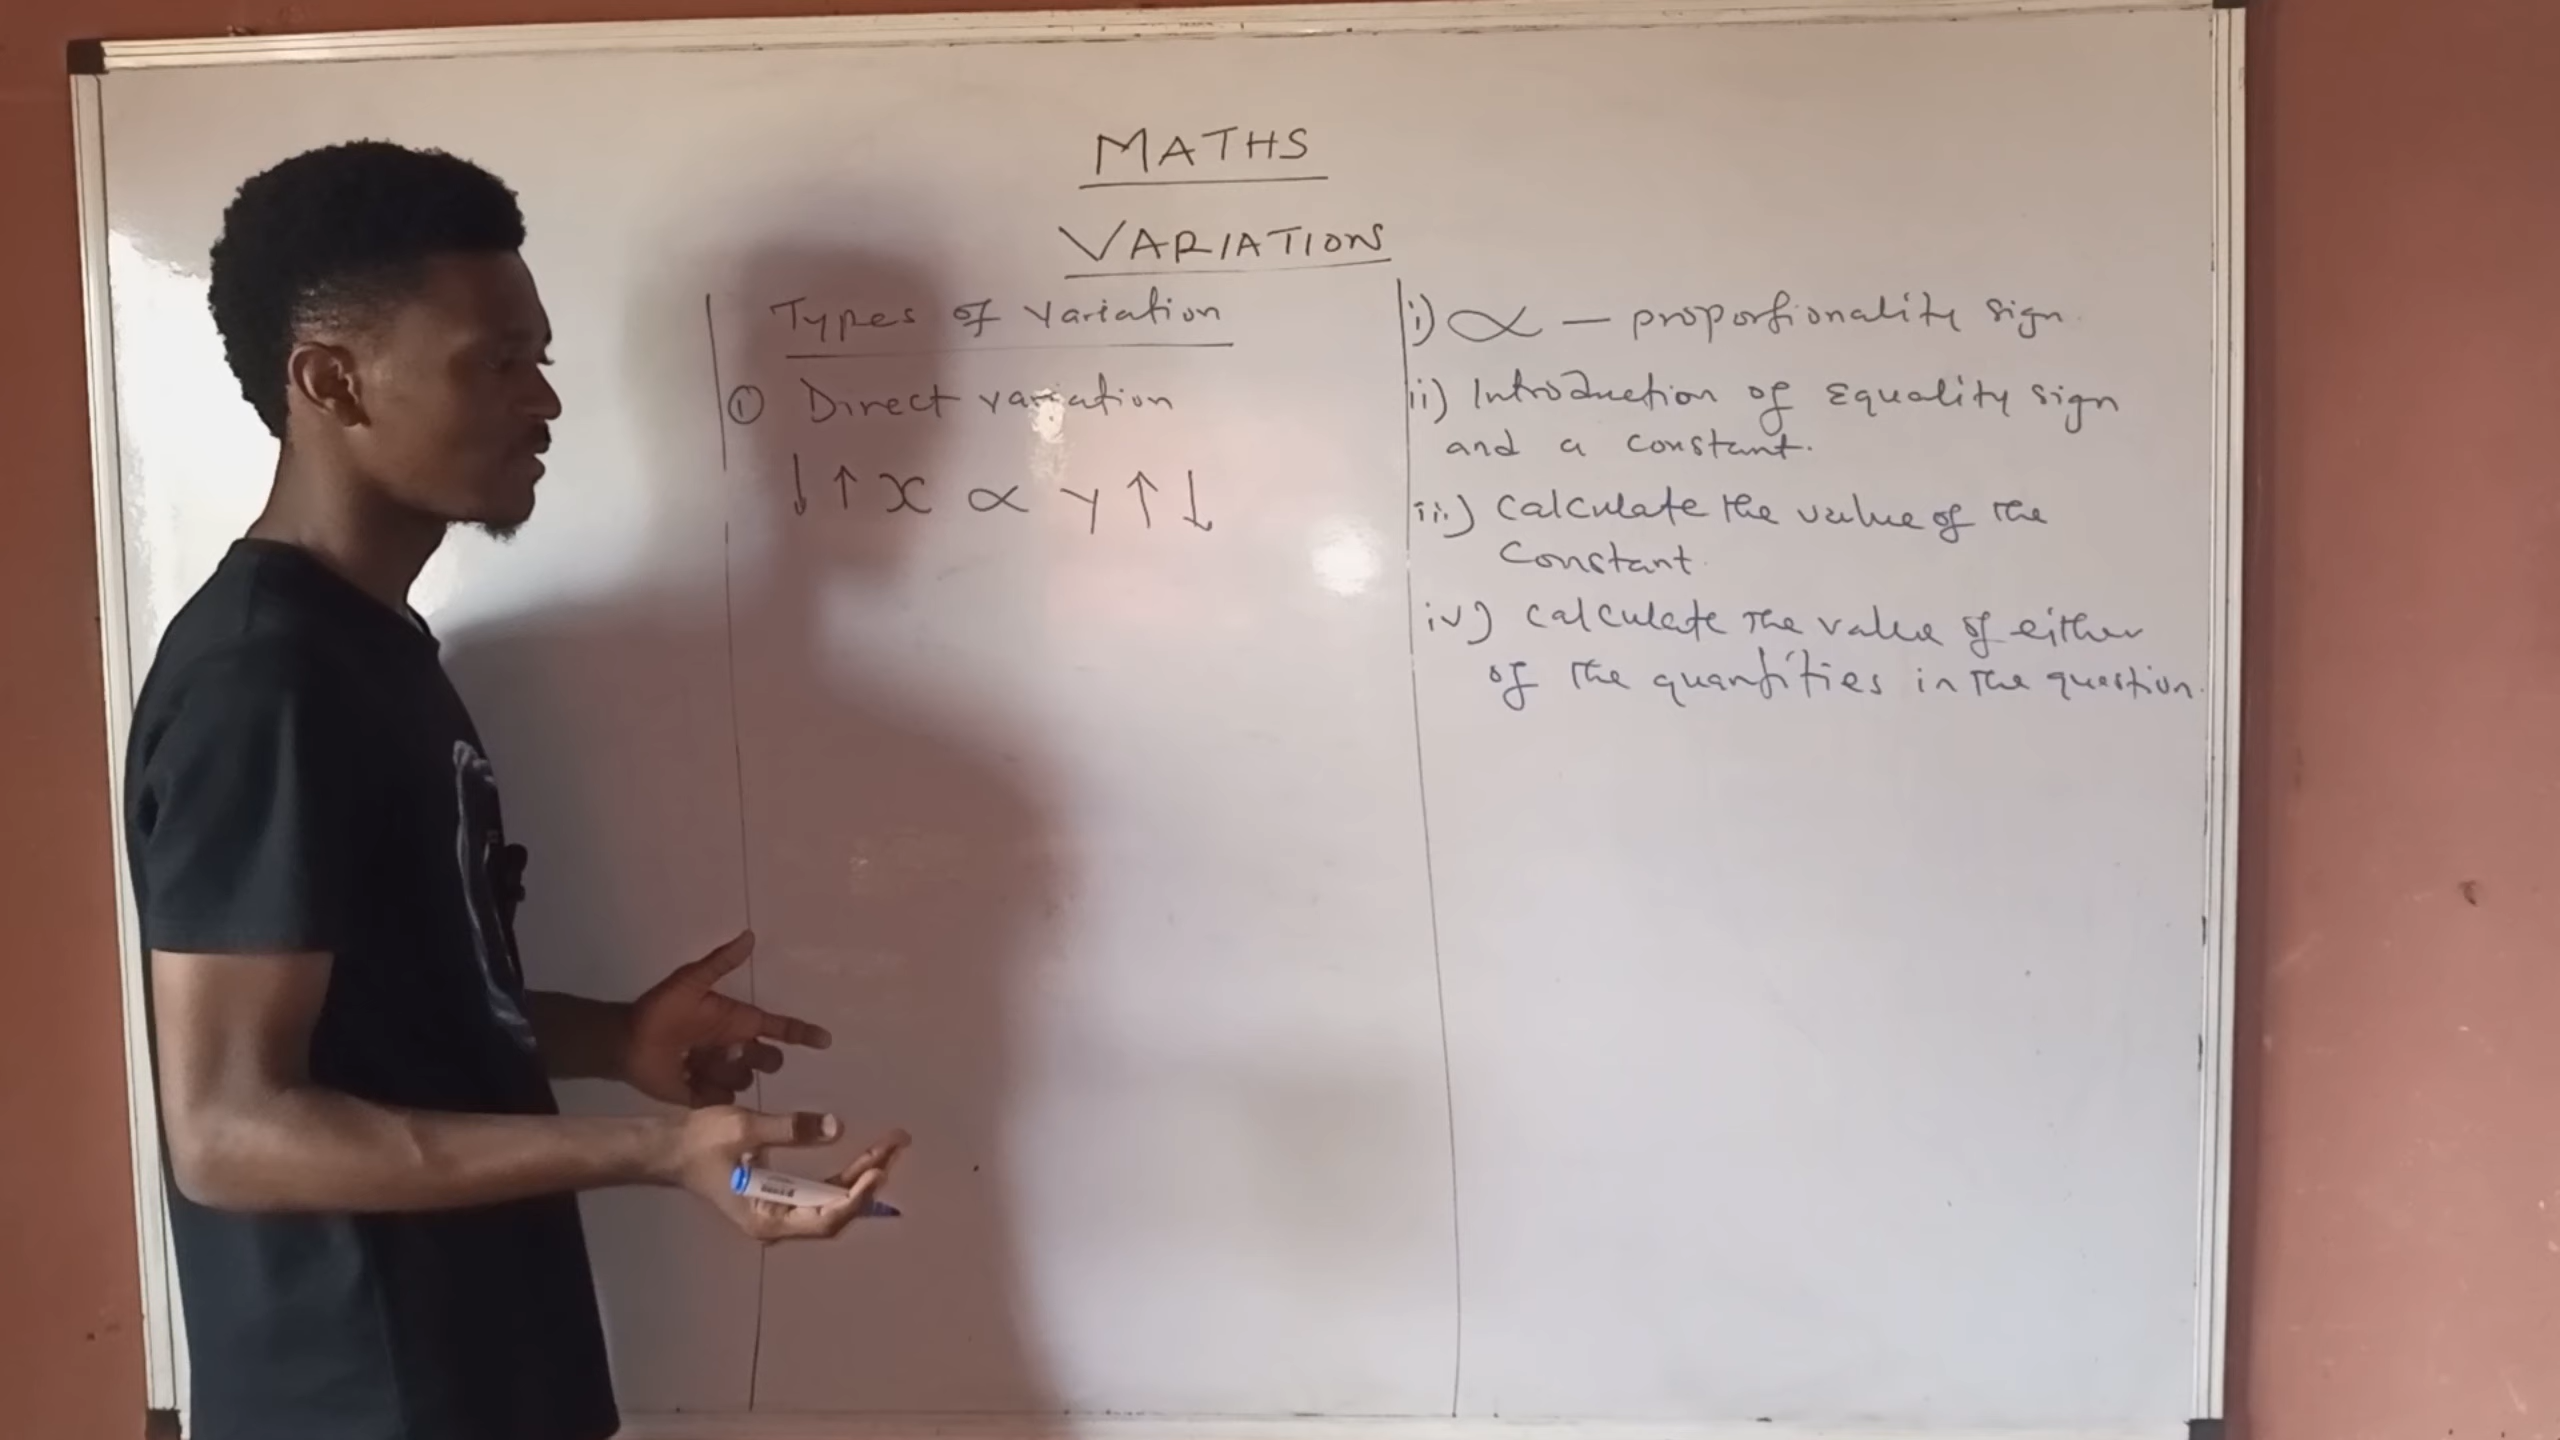 MATHS
VARIATIONS
Types of variation
① Direct variation
↓↑ x ∝ y ↑↓
i) ∝ — proportionality sign
ii) Introduction of Equality sign
and a constant.
iii) Calculate the value of the
Constant.
iv) Calculate the value of either
of the quantities in the question.